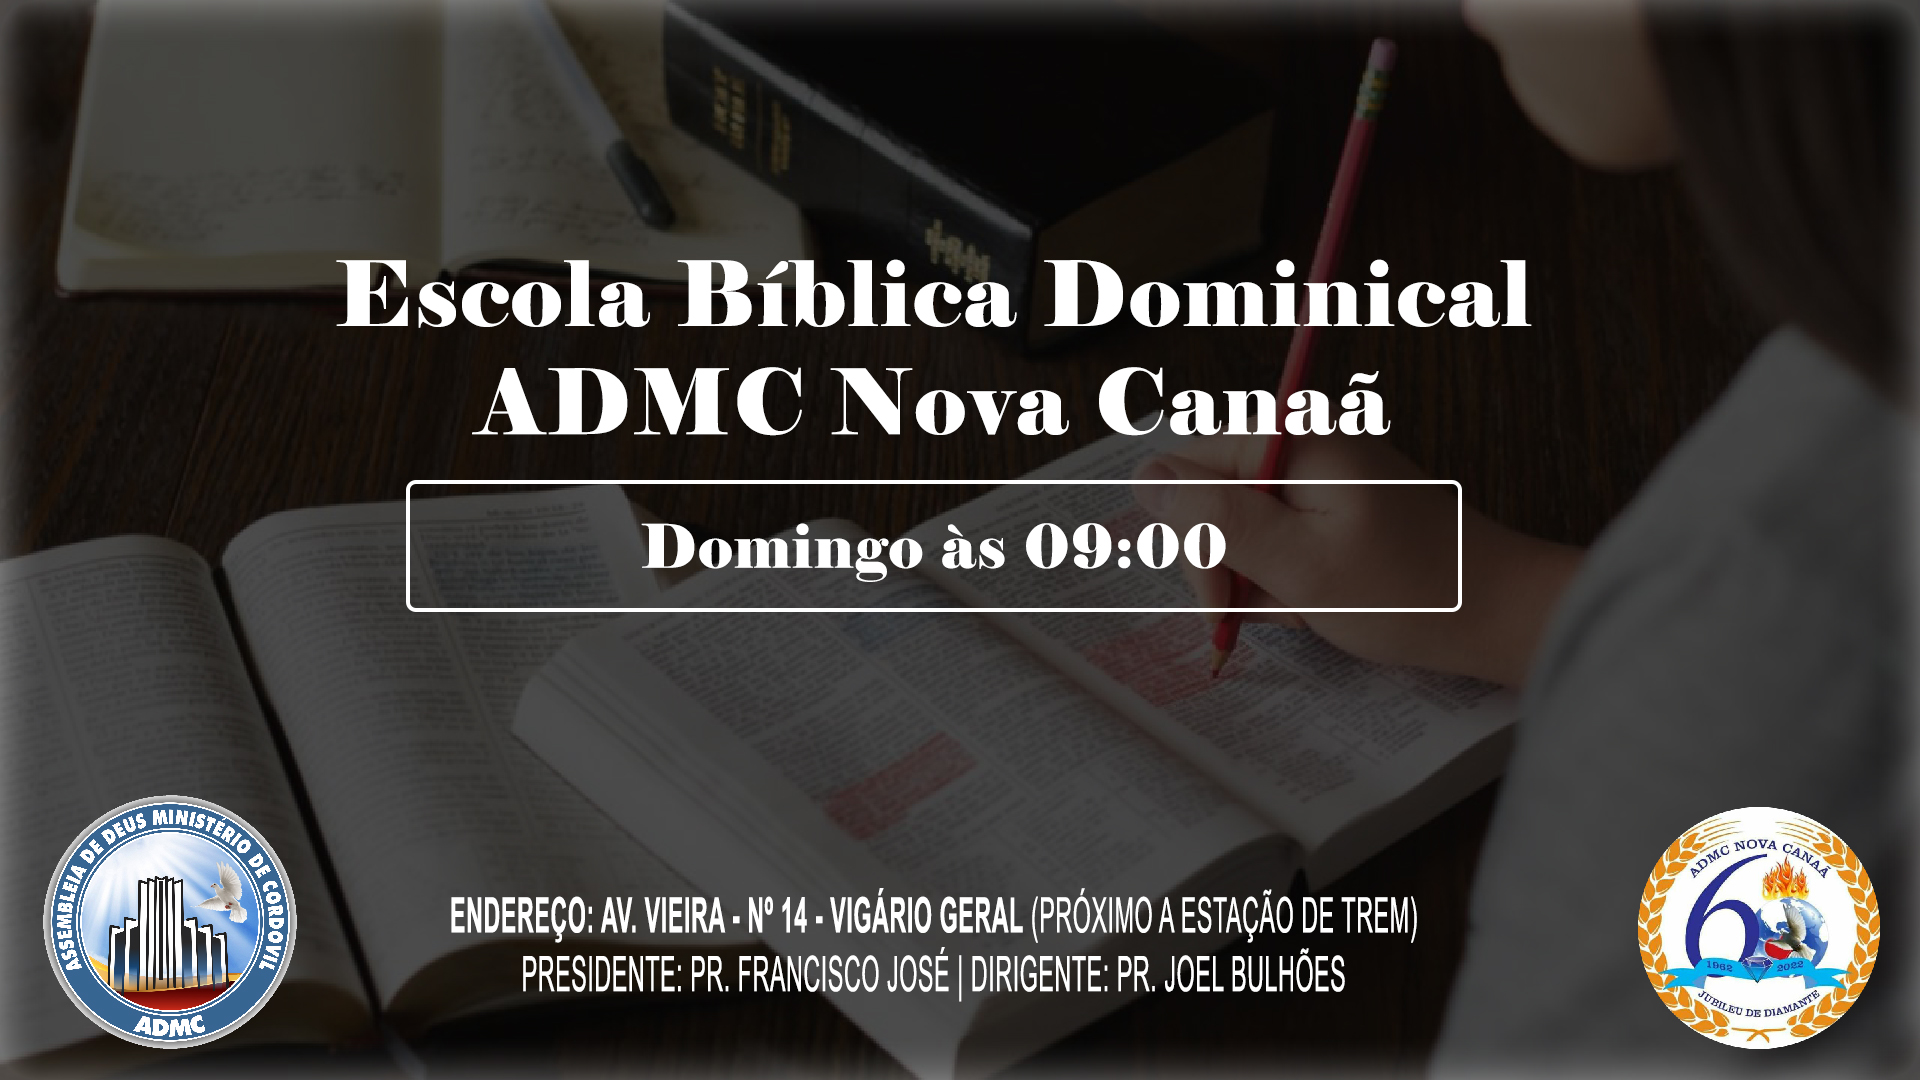 Escola Bíblica Dominical
ADMC Nova Canaã
Domingo às 09:00
ENDEREÇO: AV. VIEIRA - Nº 14 - VIGÁRIO GERAL (PRÓXIMO A ESTAÇÃO DE TREM)
PRESIDENTE: PR. FRANCISCO JOSÉ | DIRIGENTE: PR. JOEL BULHÕES
ASSEMBLEIA DE DEUS MINISTÉRIO DE CORDOVIL
ADMC
ADMC NOVA CANAÃ
6
1962 2022
JUBILEU DE DIAMANTE